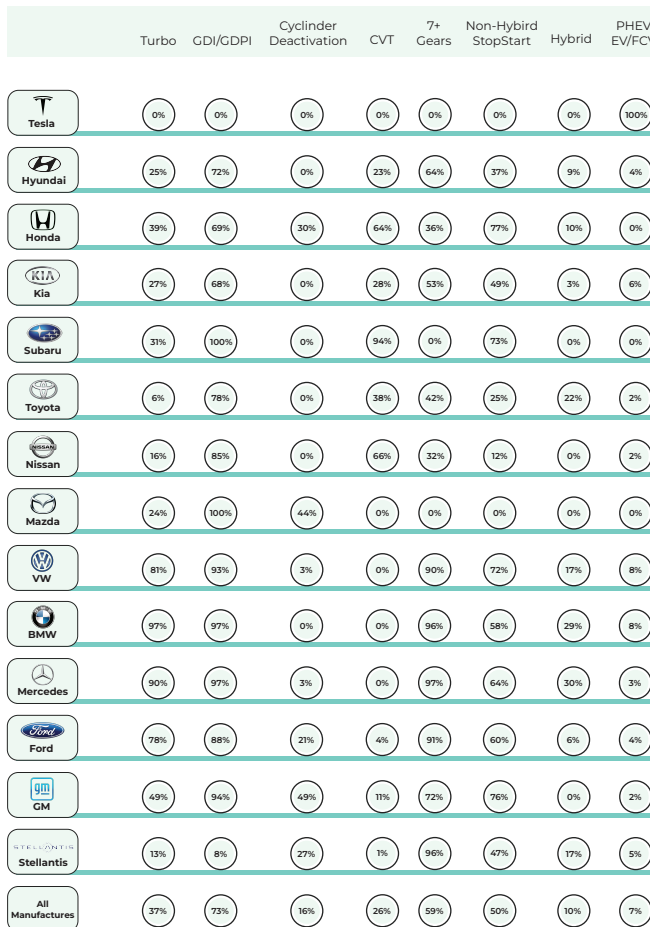 Turbo GDI/GDPI Cyclinder Deactivation CVT 7+ Gears Non-Hybird StopStart Hybrid PHEV EV/FCV
Tesla 0% 0% 0% 0% 0% 0% 0% 100%
Hyundai 25% 72% 0% 23% 64% 37% 9% 4%
Honda 39% 69% 30% 64% 36% 77% 10% 0%
KIA
Kia 27% 68% 0% 28% 53% 49% 3% 6%
Subaru 31% 100% 0% 94% 0% 73% 0% 0%
Toyota 6% 78% 0% 38% 42% 25% 22% 2%
NISSAN
Nissan 16% 85% 0% 66% 32% 12% 0% 2%
Mazda 24% 100% 44% 0% 0% 0% 0% 0%
VW 81% 93% 3% 0% 90% 72% 17% 8%
BMW 97% 97% 0% 0% 96% 58% 29% 8%
Mercedes 90% 97% 3% 0% 97% 64% 30% 3%
Ford
Ford 78% 88% 21% 4% 91% 60% 6% 4%
gm
GM 49% 94% 49% 11% 72% 76% 0% 2%
STELLANTIS
Stellantis 13% 8% 27% 1% 96% 47% 17% 5%
All
Manufactures 37% 73% 16% 26% 59% 50% 10% 7%